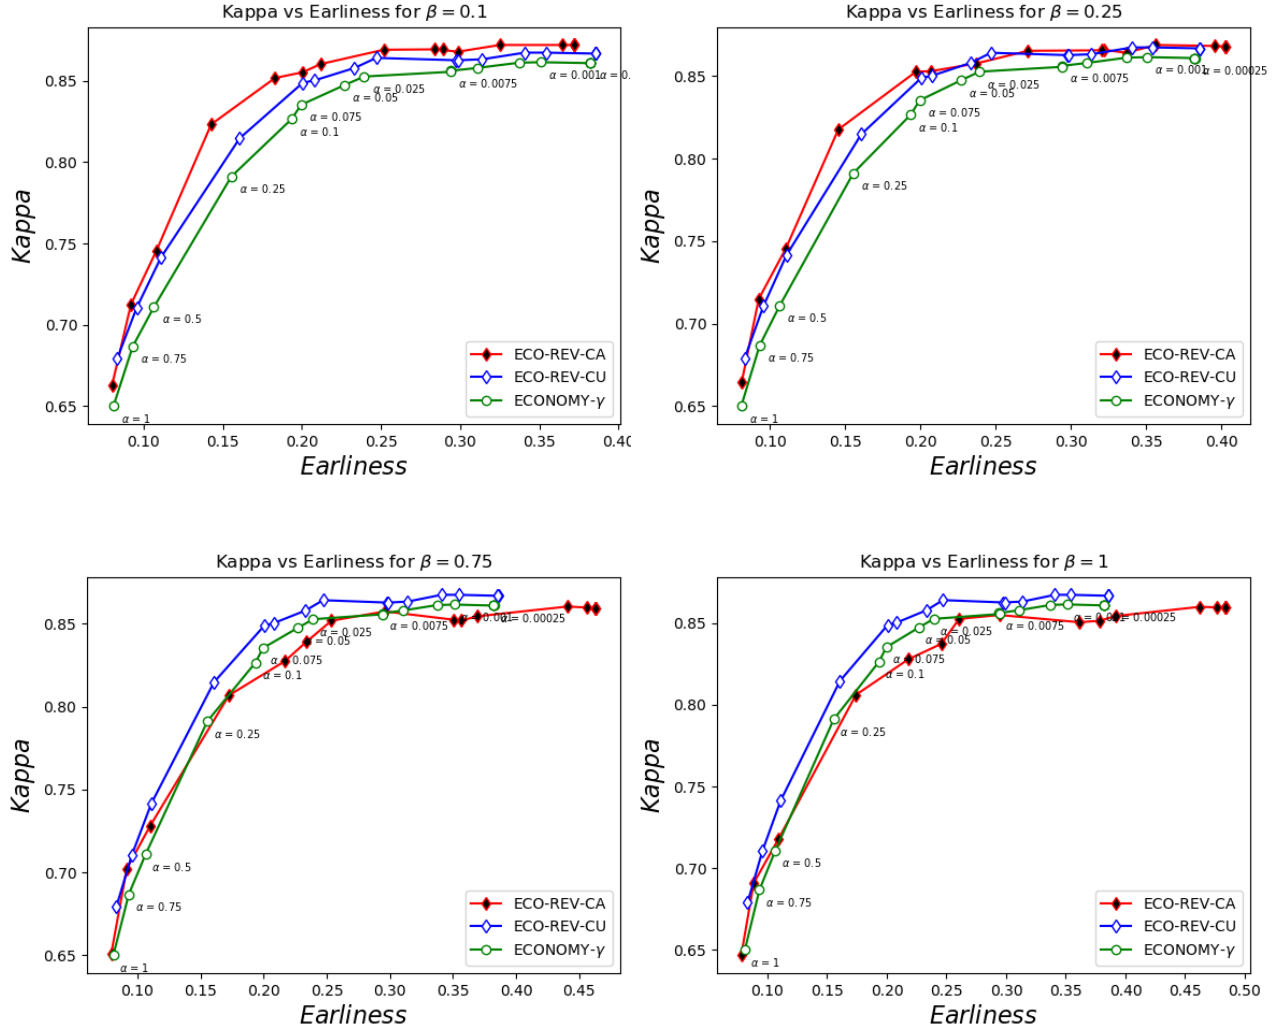 Kappa vs Earliness for β = 0.1
Kappa
0.85
0.80
0.75
0.70
0.65
α = 0.001
α = 0.
α = 0.0075
α = 0.025
α = 0.05
α = 0.075
α = 0.1
α = 0.25
α = 0.5
α = 0.75
α = 1
ECO-REV-CA
ECO-REV-CU
ECONOMY-γ
0.10 0.15 0.20 0.25 0.30 0.35 0.40
Earliness
Kappa vs Earliness for β = 0.25
Kappa
0.85
0.80
0.75
0.70
0.65
α = 0.001
α = 0.00025
α = 0.0075
α = 0.025
α = 0.05
α = 0.075
α = 0.1
α = 0.25
α = 0.5
α = 0.75
α = 1
ECO-REV-CA
ECO-REV-CU
ECONOMY-γ
0.10 0.15 0.20 0.25 0.30 0.35 0.40
Earliness
Kappa vs Earliness for β = 0.75
Kappa
0.85
0.80
0.75
0.70
0.65
α = 0.001
α = 0.00025
α = 0.0075
α = 0.025
α = 0.05
α = 0.075
α = 0.1
α = 0.25
α = 0.5
α = 0.75
α = 1
ECO-REV-CA
ECO-REV-CU
ECONOMY-γ
0.10 0.15 0.20 0.25 0.30 0.35 0.40 0.45
Earliness
Kappa vs Earliness for β = 1
Kappa
0.85
0.80
0.75
0.70
0.65
α = 0.001
α = 0.00025
α = 0.0075
α = 0.025
α = 0.05
α = 0.075
α = 0.1
α = 0.25
α = 0.5
α = 0.75
α = 1
ECO-REV-CA
ECO-REV-CU
ECONOMY-γ
0.10 0.15 0.20 0.25 0.30 0.35 0.40 0.45 0.50
Earliness